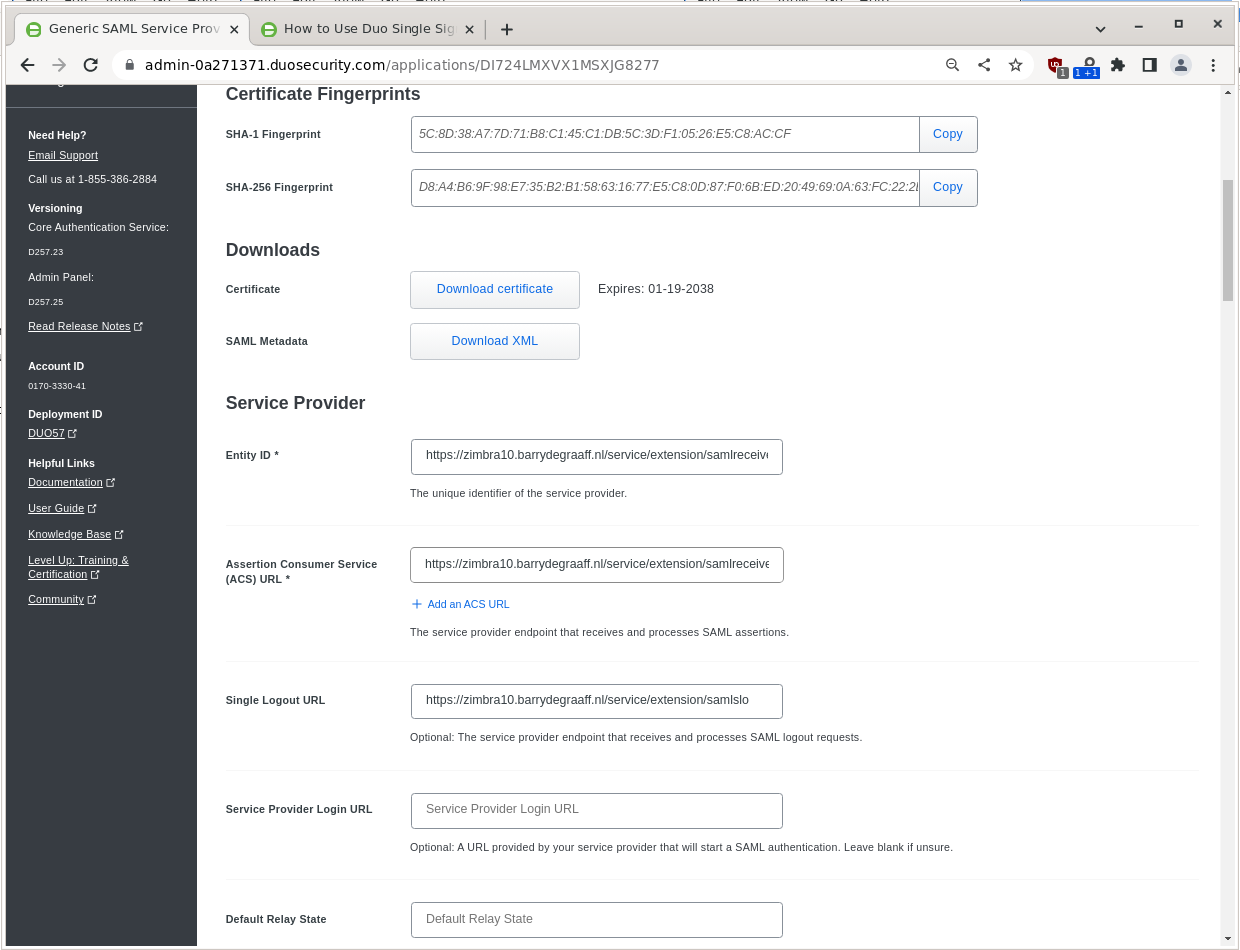 Generic SAML Service Prov
How to Use Duo Single Sig
admin-0a271371.duosecurity.com/applications/DI724LMXVX1MSXJG8277
1
1 +1
Need Help?
Email Support
Call us at 1-855-386-2884
Versioning
Core Authentication Service:
D257.23
Admin Panel:
D257.25
Read Release Notes
Account ID
0170-3330-41
Deployment ID
DUO57
Helpful Links
Documentation
User Guide
Knowledge Base
Level Up: Training &
Certification
Community
Certificate Fingerprints
SHA-1 Fingerprint
5C:8D:38:A7:7D:71:B8:C1:45:C1:DB:5C:3D:F1:05:26:E5:C8:AC:CF
Copy
SHA-256 Fingerprint
D8:A4:B6:9F:98:E7:35:B2:B1:58:63:16:77:E5:C8:0D:87:F0:6B:ED:20:49:69:0A:63:FC:22:2
Copy
Downloads
Certificate
Download certificate
Expires: 01-19-2038
SAML Metadata
Download XML
Service Provider
Entity ID *
https://zimbra10.barrydegraaff.nl/service/extension/samlreceive
The unique identifier of the service provider.
Assertion Consumer Service
(ACS) URL *
https://zimbra10.barrydegraaff.nl/service/extension/samlreceive
+ Add an ACS URL
The service provider endpoint that receives and processes SAML assertions.
Single Logout URL
https://zimbra10.barrydegraaff.nl/service/extension/samlslo
Optional: The service provider endpoint that receives and processes SAML logout requests.
Service Provider Login URL
Service Provider Login URL
Optional: A URL provided by your service provider that will start a SAML authentication. Leave blank if unsure.
Default Relay State
Default Relay State